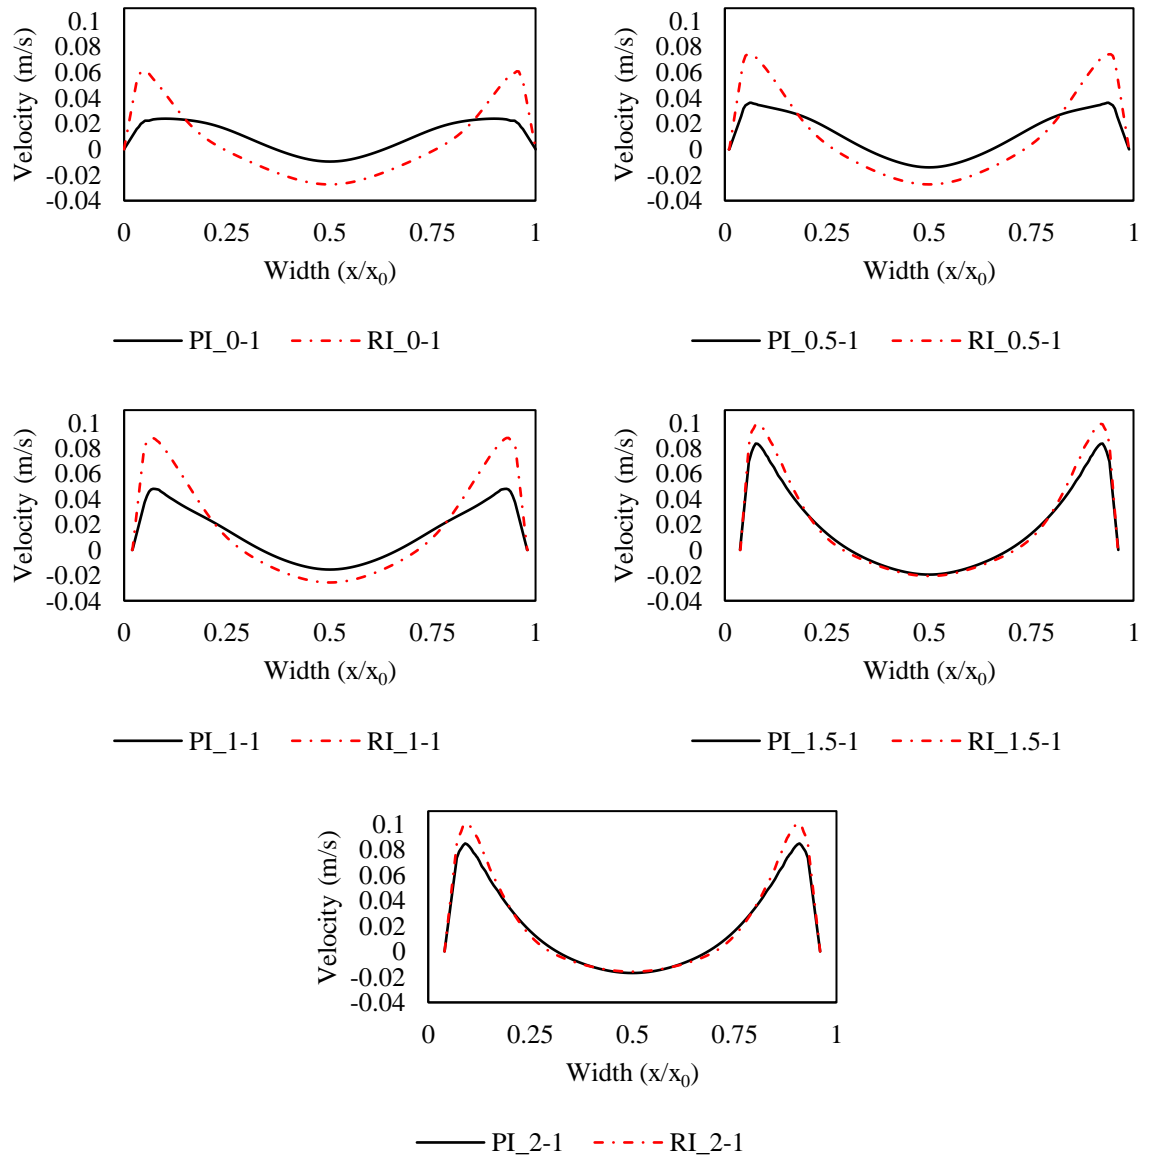 Velocity (m/s)
0.1
0.08
0.06
0.04
0.02
0
-0.02
-0.04
0 0.25 0.5 0.75 1
Width (x/x₀)
PI_0-1 RI_0-1
Velocity (m/s)
0.1
0.08
0.06
0.04
0.02
0
-0.02
-0.04
0 0.25 0.5 0.75 1
Width (x/x₀)
PI_0.5-1 RI_0.5-1
Velocity (m/s)
0.1
0.08
0.06
0.04
0.02
0
-0.02
-0.04
0 0.25 0.5 0.75 1
Width (x/x₀)
PI_1-1 RI_1-1
Velocity (m/s)
0.1
0.08
0.06
0.04
0.02
0
-0.02
-0.04
0 0.25 0.5 0.75 1
Width (x/x₀)
PI_1.5-1 RI_1.5-1
Velocity (m/s)
0.1
0.08
0.06
0.04
0.02
0
-0.02
-0.04
0 0.25 0.5 0.75 1
Width (x/x₀)
PI_2-1 RI_2-1